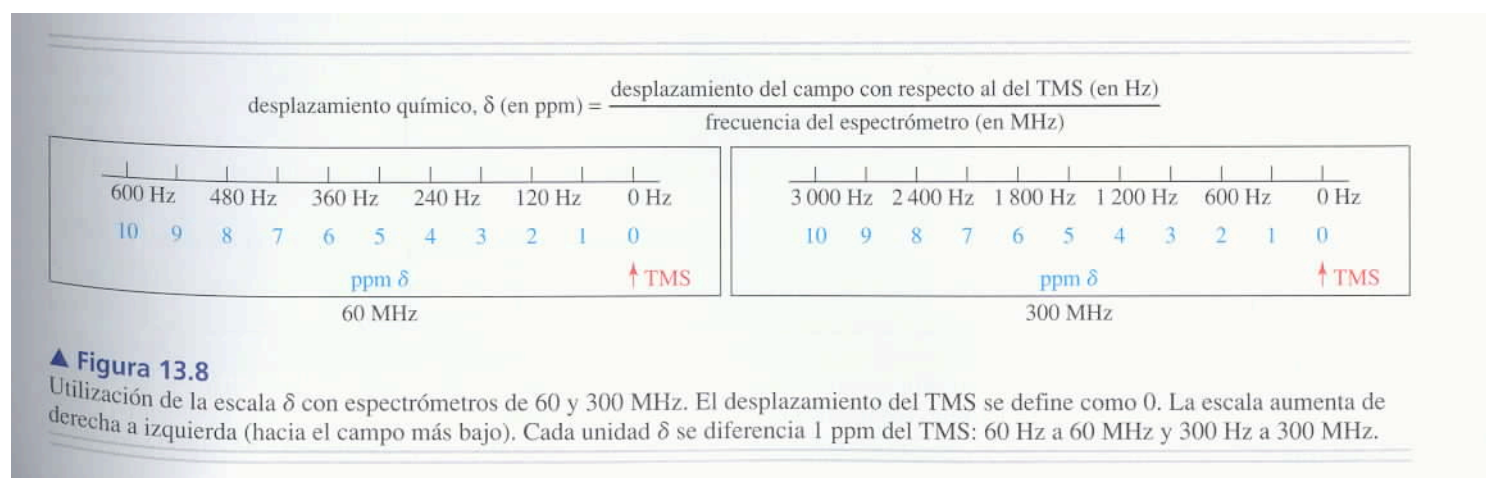 desplazamiento químico, δ (en ppm) = desplazamiento del campo con respecto al del TMS (en Hz)
frecuencia del espectrómetro (en MHz)
600 Hz 480 Hz 360 Hz 240 Hz 120 Hz 0 Hz
10 9 8 7 6 5 4 3 2 1 0
ppm δ TMS
60 MHz
3 000 Hz 2 400 Hz 1 800 Hz 1 200 Hz 600 Hz 0 Hz
10 9 8 7 6 5 4 3 2 1 0
ppm δ TMS
300 MHz
Figura 13.8
Utilización de la escala δ con espectrómetros de 60 y 300 MHz. El desplazamiento del TMS se define como 0. La escala aumenta de
derecha a izquierda (hacia el campo más bajo). Cada unidad δ se diferencia 1 ppm del TMS: 60 Hz a 60 MHz y 300 Hz a 300 MHz.